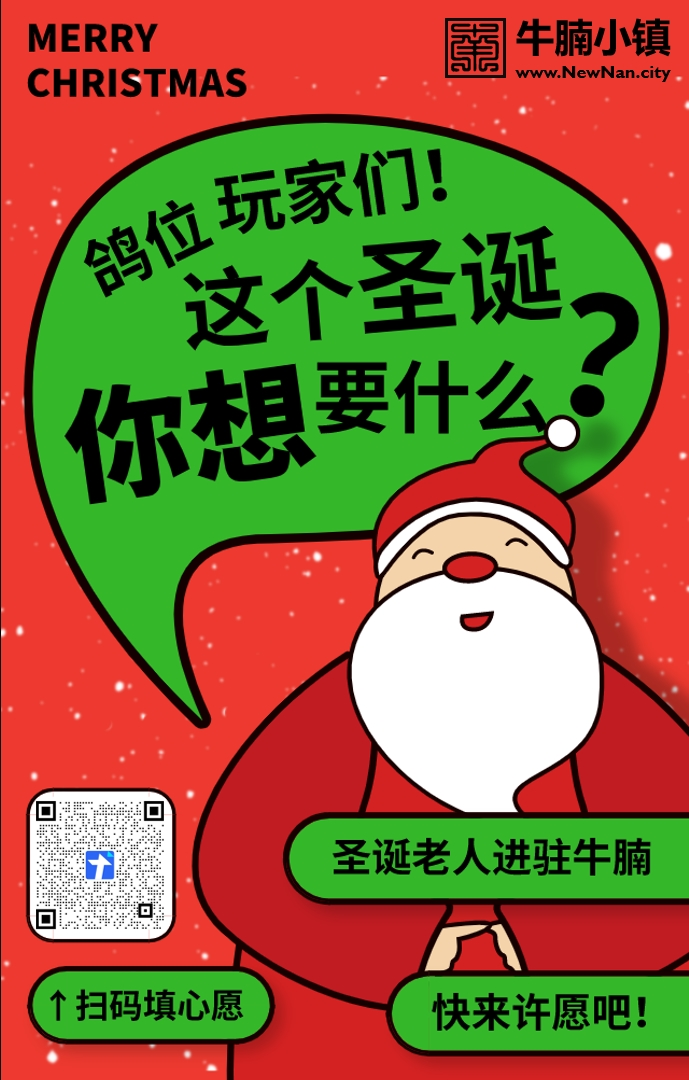 MERRY
CHRISTMAS
牛腩小镇
www.NewNan.city
鸽位 玩家们！
这个圣诞
你想要什么？
圣诞老人进驻牛腩
↑扫码填心愿
快来许愿吧！